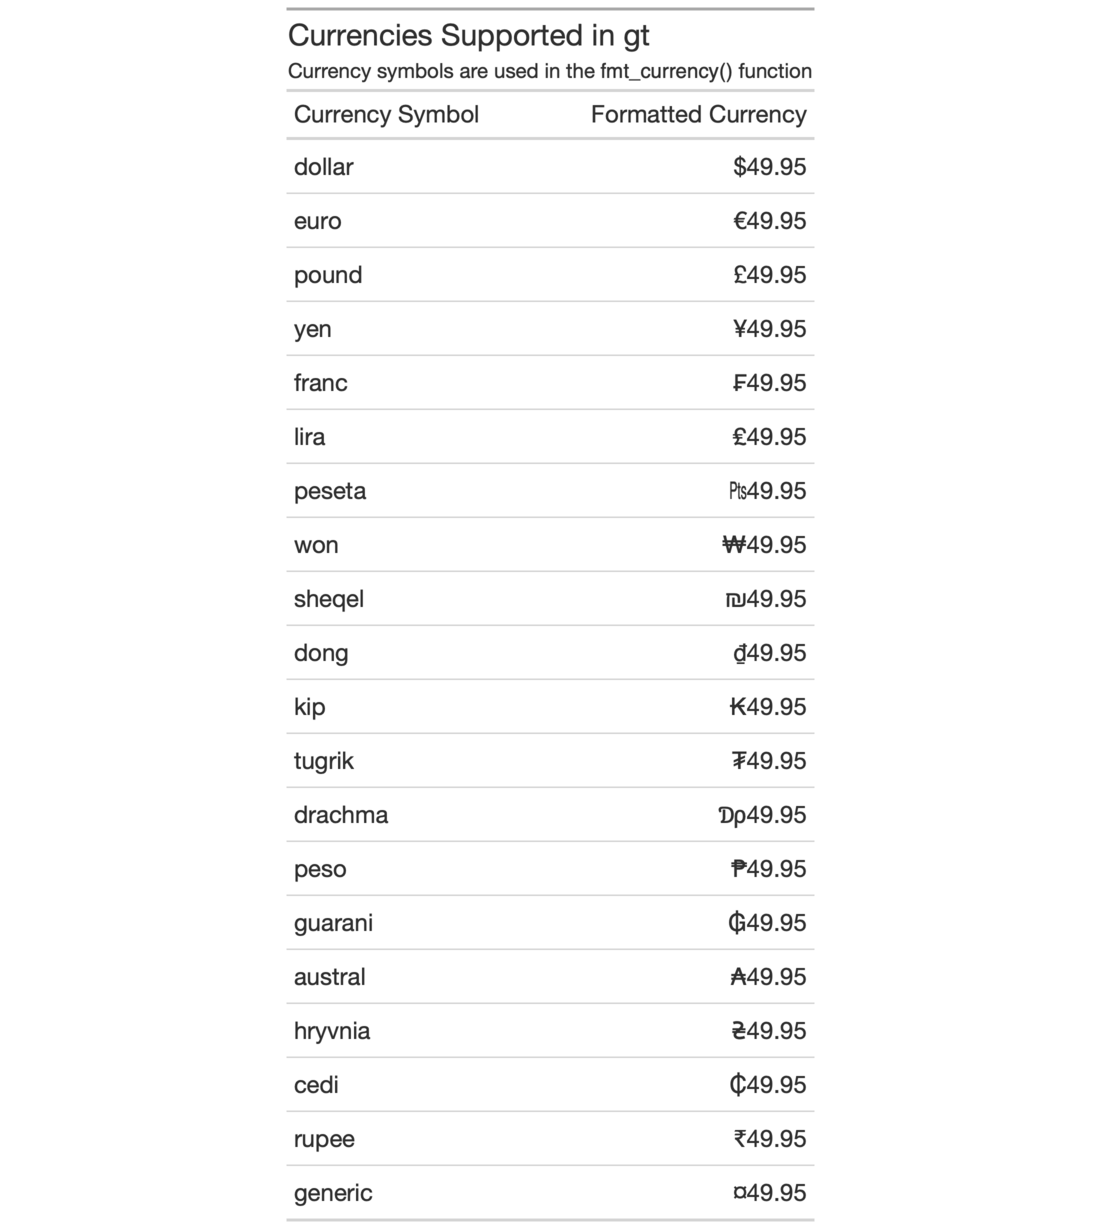 Currencies Supported in gt
Currency symbols are used in the fmt_currency() function
Currency Symbol Formatted Currency
dollar $49.95
euro €49.95
pound £49.95
yen ¥49.95
franc ₣49.95
lira ₤49.95
peseta ₧49.95
won ₩49.95
sheqel ₪49.95
dong ₫49.95
kip ₭49.95
tugrik ₮49.95
drachma ₯49.95
peso ₱49.95
guarani ₲49.95
austral ₳49.95
hryvnia ₴49.95
cedi ₵49.95
rupee ₹49.95
generic ¤49.95